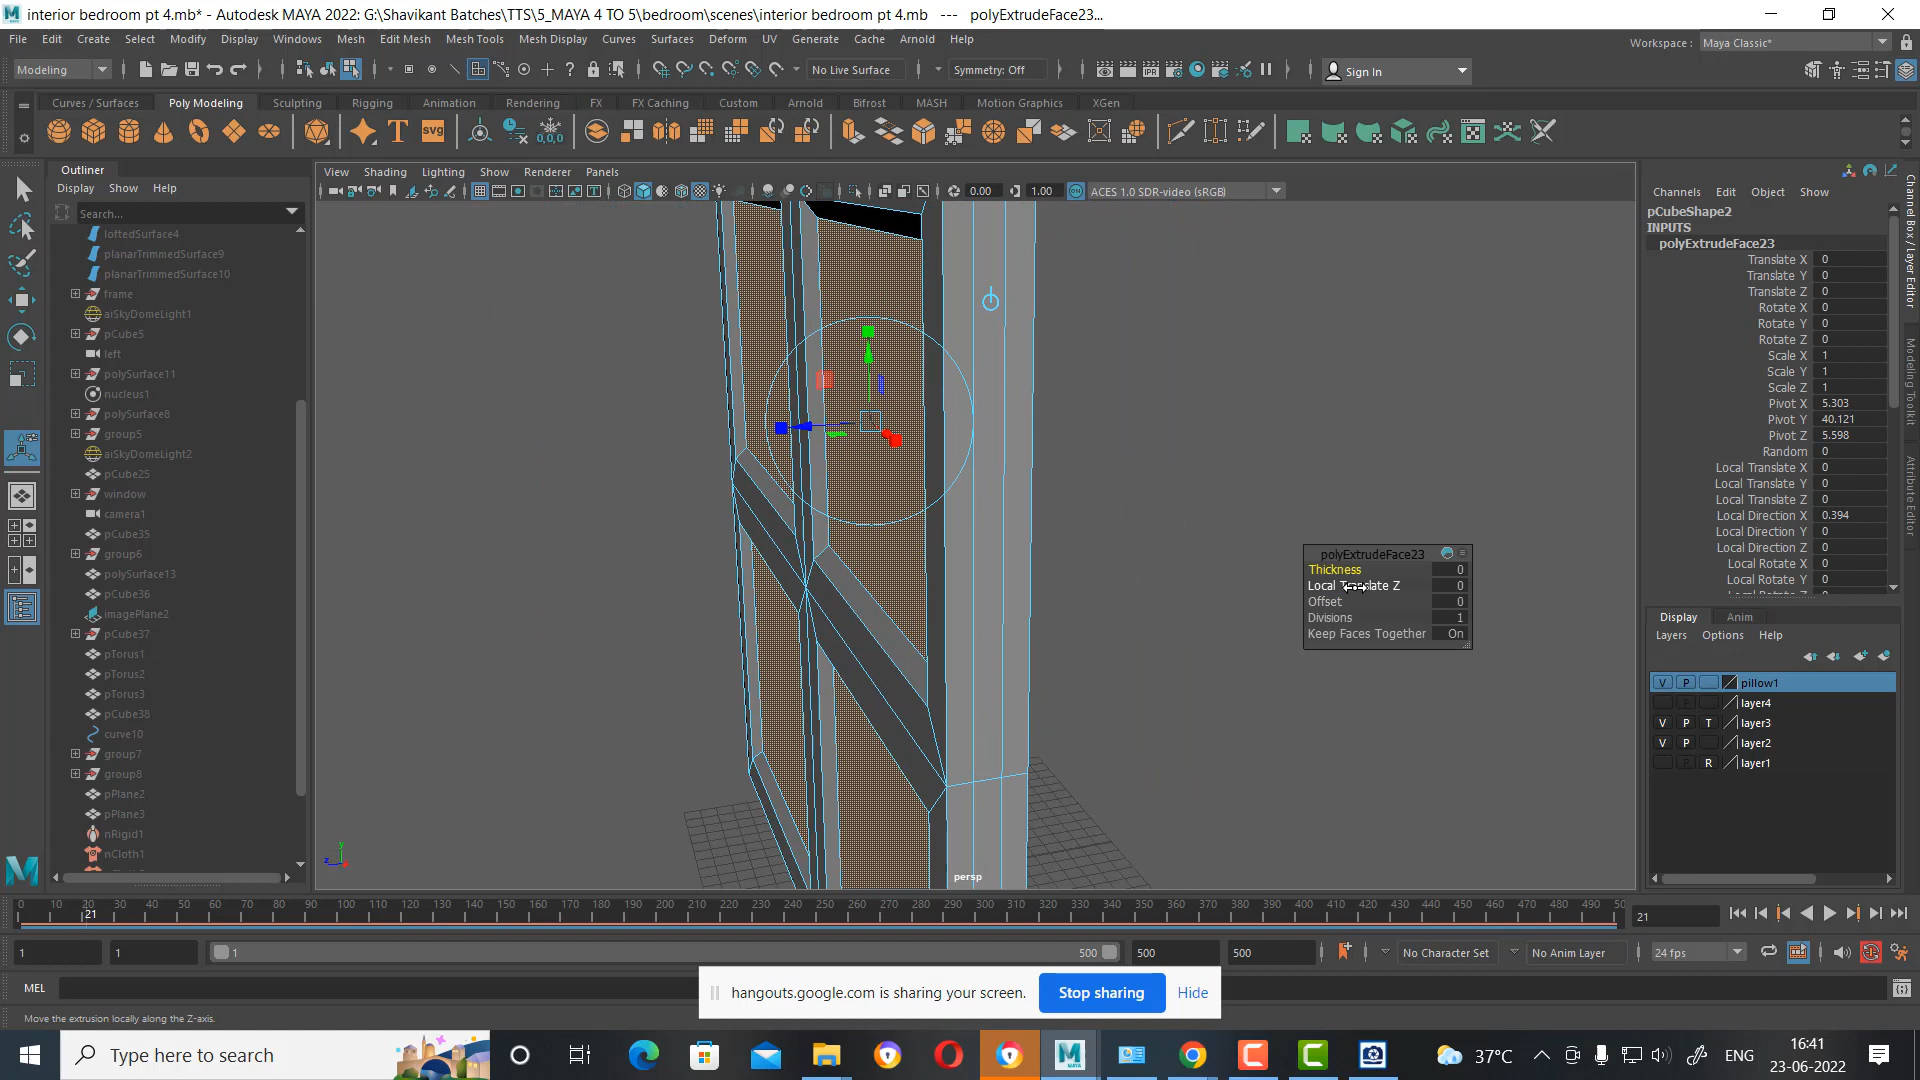 interior bedroom pt 4.mb* - Autodesk MAYA 2022: G:\Shavikant Batches\TTS\5_MAYA 4 TO 5\bedroom\scenes\interior bedroom pt 4.mb   ---   polyExtrudeFace23...
File Edit Create Select Modify Display Windows Mesh Edit Mesh Mesh Tools Mesh Display Curves Surfaces Deform UV Generate Cache Arnold Help
Workspace : Maya Classic*
Modeling No Live Surface Symmetry: Off Sign In
Curves / Surfaces Poly Modeling Sculpting Rigging Animation Rendering FX FX Caching Custom Arnold Bifrost MASH Motion Graphics XGen
Outliner
Display Show Help
Search...
loftedSurface4
planarTrimmedSurface9
planarTrimmedSurface10
frame
aiSkyDomeLight1
pCube5
left
polySurface11
nucleus1
polySurface8
group5
aiSkyDomeLight2
pCube25
window
camera1
pCube35
group6
polySurface13
pCube36
imagePlane2
pCube37
pTorus1
pTorus2
pTorus3
pCube38
curve10
group7
group8
pPlane2
pPlane3
nRigid1
nCloth1
View Shading Lighting Show Renderer Panels
0.00 1.00 ACES 1.0 SDR-video (sRGB)
polyExtrudeFace23
Thickness 0
Local Translate Z 0
Offset 0
Divisions 1
Keep Faces Together On
persp
Channels Edit Object Show
pCubeShape2
INPUTS
polyExtrudeFace23
Translate X 0
Translate Y 0
Translate Z 0
Rotate X 0
Rotate Y 0
Rotate Z 0
Scale X 1
Scale Y 1
Scale Z 1
Pivot X 5.303
Pivot Y 40.121
Pivot Z 5.598
Random 0
Local Translate X 0
Local Translate Y 0
Local Translate Z 0
Local Direction X 0.394
Local Direction Y 0
Local Direction Z 0
Local Rotate X 0
Local Rotate Y 0
Channel Box / Layer Editor
Modeling Toolkit
Attribute Editor
Display Anim
Layers Options Help
V P pillow1
layer4
V P T layer3
V P layer2
R layer1
0 10 20 30 40 50 60 70 80 90 100 110 120 130 140 150 160 170 180 190 200 210 220 230 240 250 260 270 280 290 300 310 320 330 340 350 360 370 380 390 400 410 420 430 440 450 460 470 480 490 50
21
21
1 1 1 500 500 500 No Character Set No Anim Layer 24 fps
MEL
hangouts.google.com is sharing your screen. Stop sharing Hide
Move the extrusion locally along the Z-axis.
Type here to search
37°C ENG
16:41
23-06-2022